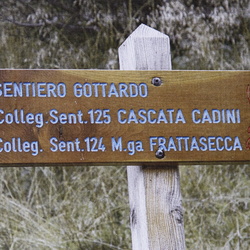 SENTIERO GOTTARDO
Colleg.Sent.125 CASCATA CADINI
Colleg. Sent.124 M.ga FRATTASECCA